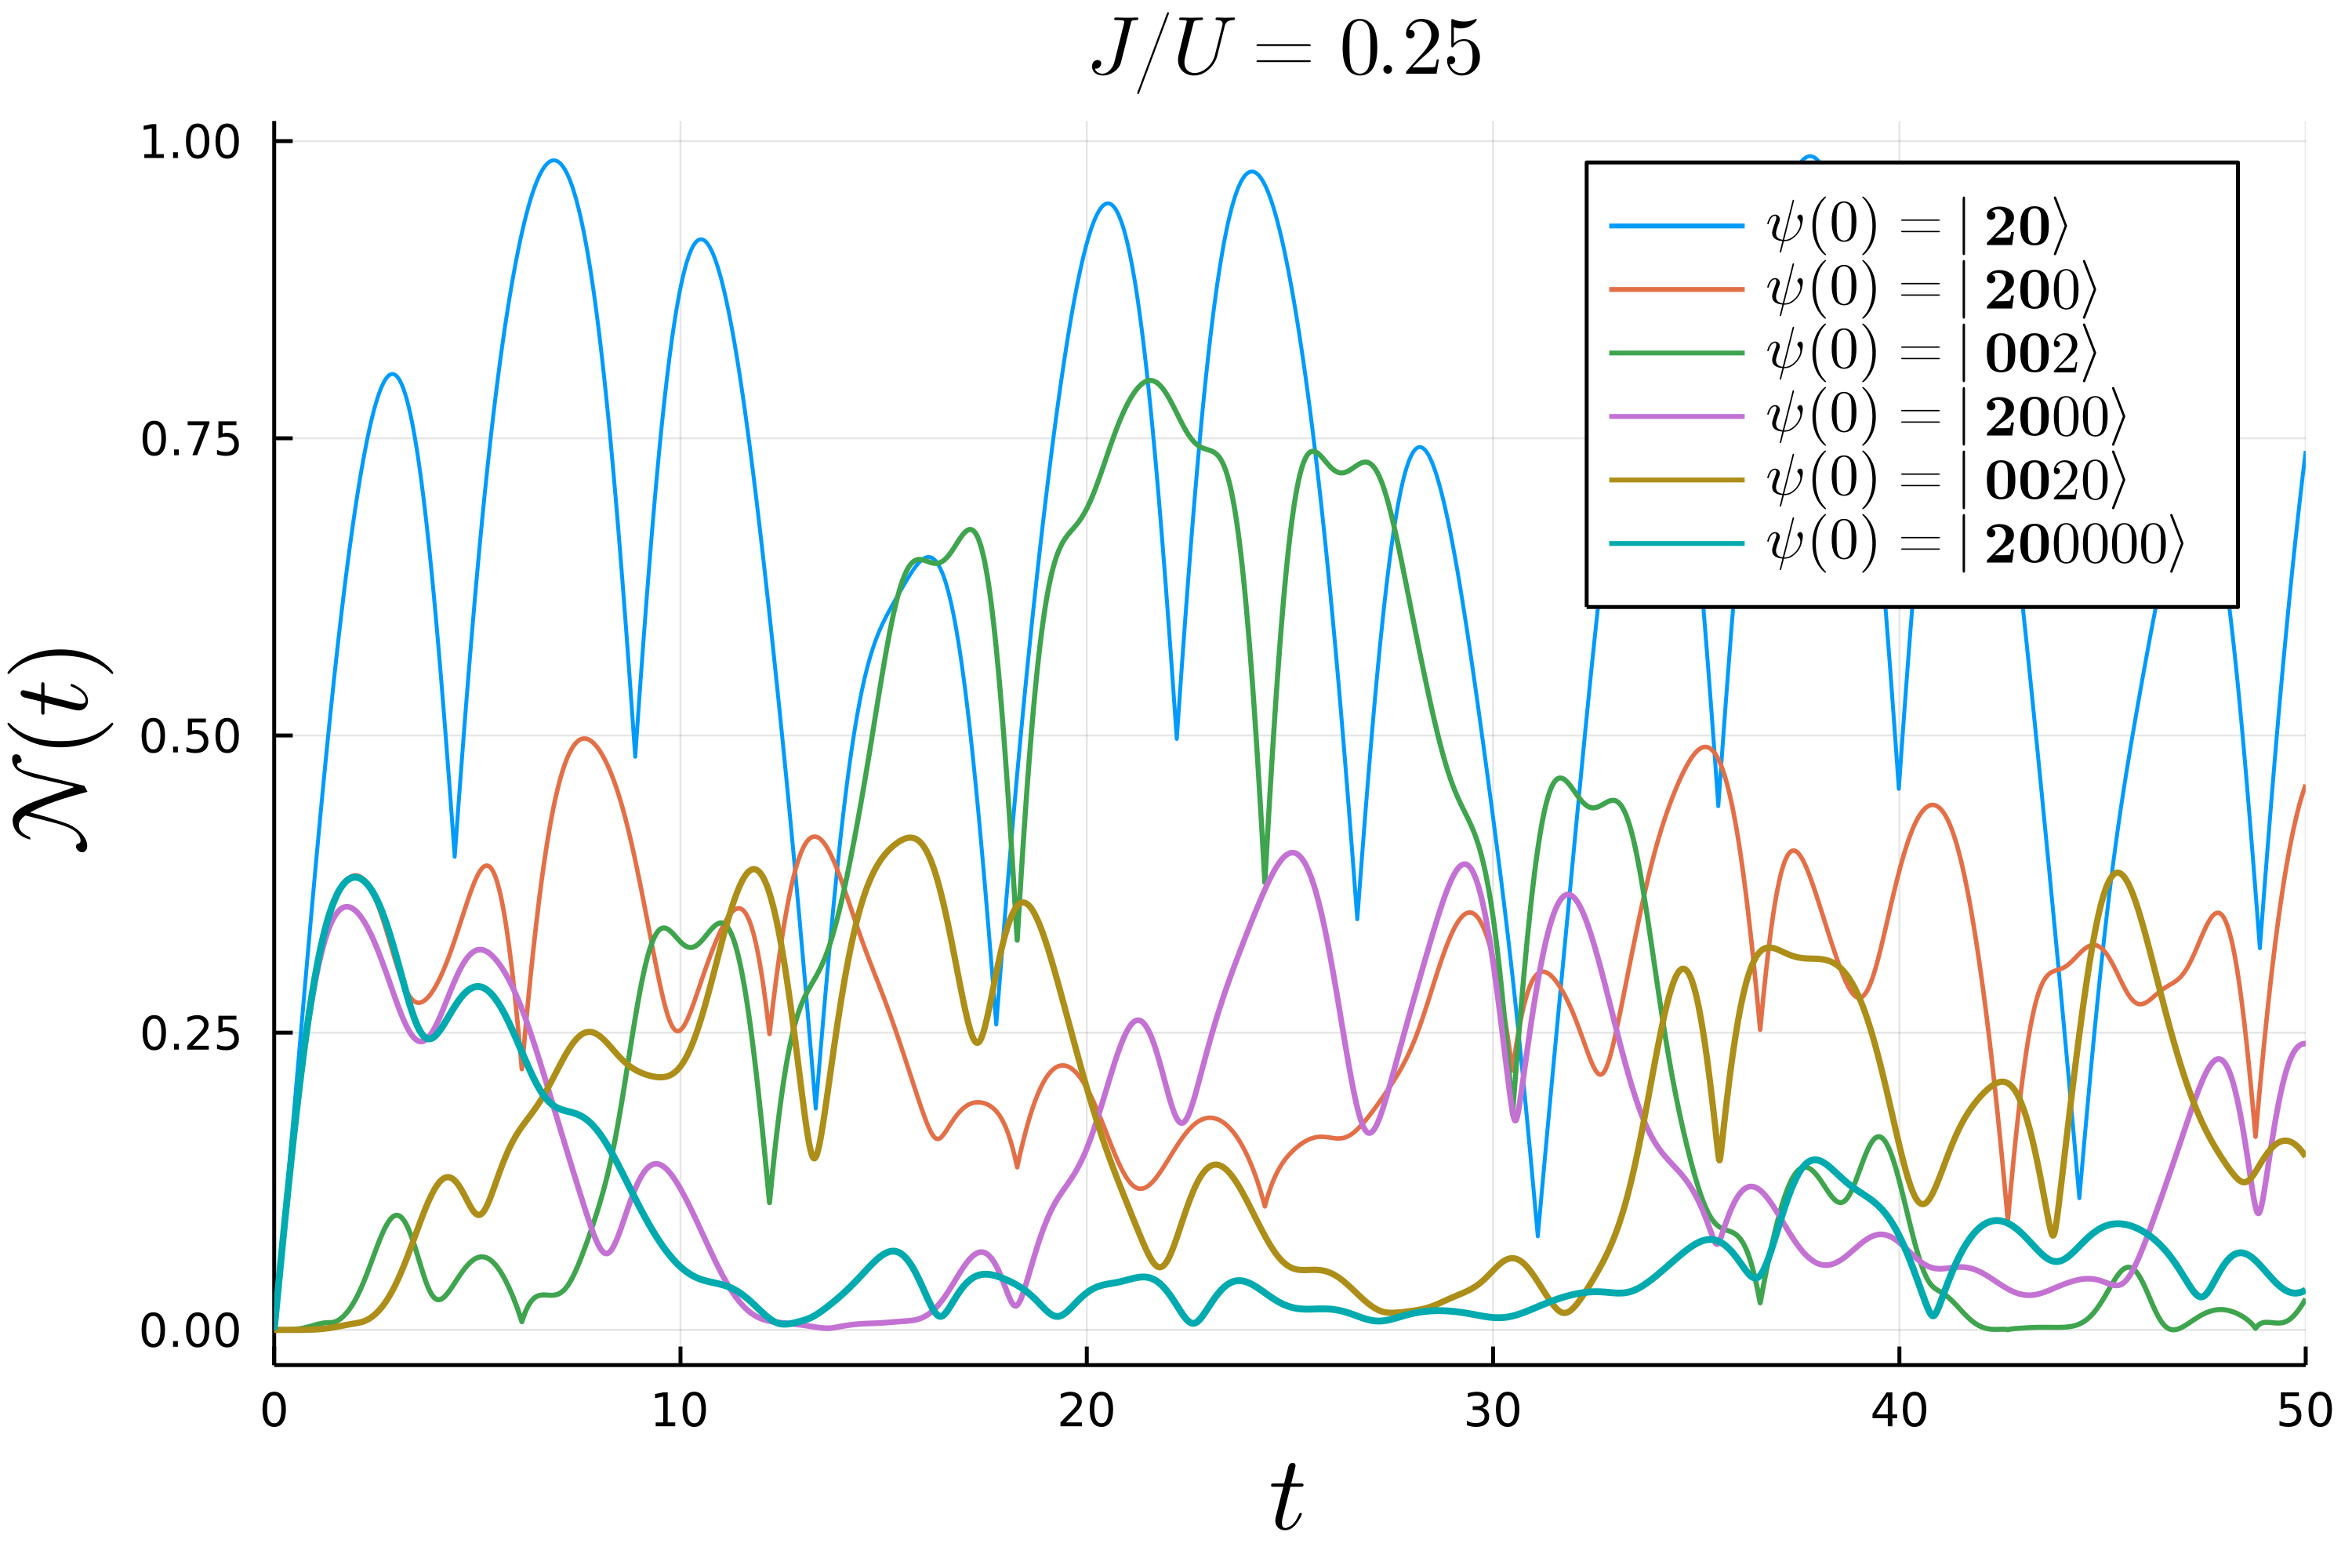 J/U = 0.25
1.00
0.75
0.50
0.25
0.00
𝒩(t)
ψ(0) = |20⟩
ψ(0) = |200⟩
ψ(0) = |002⟩
ψ(0) = |2000⟩
ψ(0) = |0020⟩
ψ(0) = |200000⟩
0 10 20 30 40 50
t